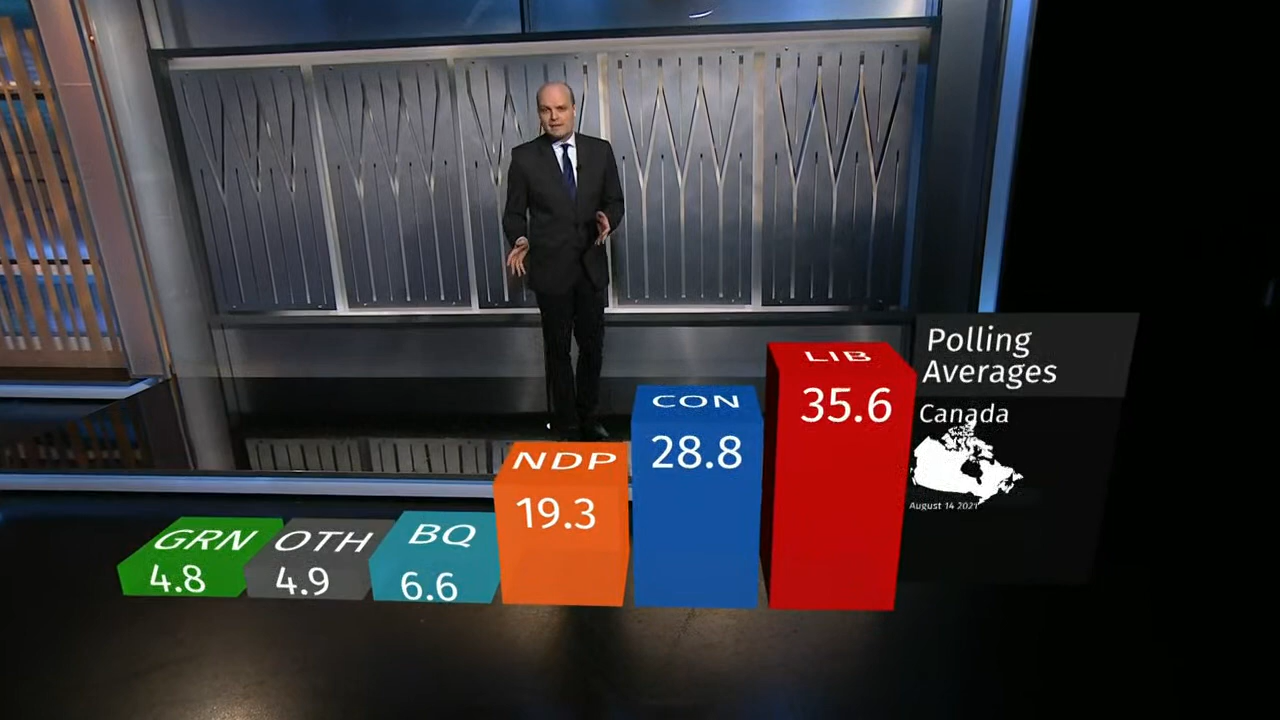 Polling
Averages
Canada
August 14 2021
LIB
35.6
CON
28.8
NDP
19.3
BQ
6.6
OTH
4.9
GRN
4.8